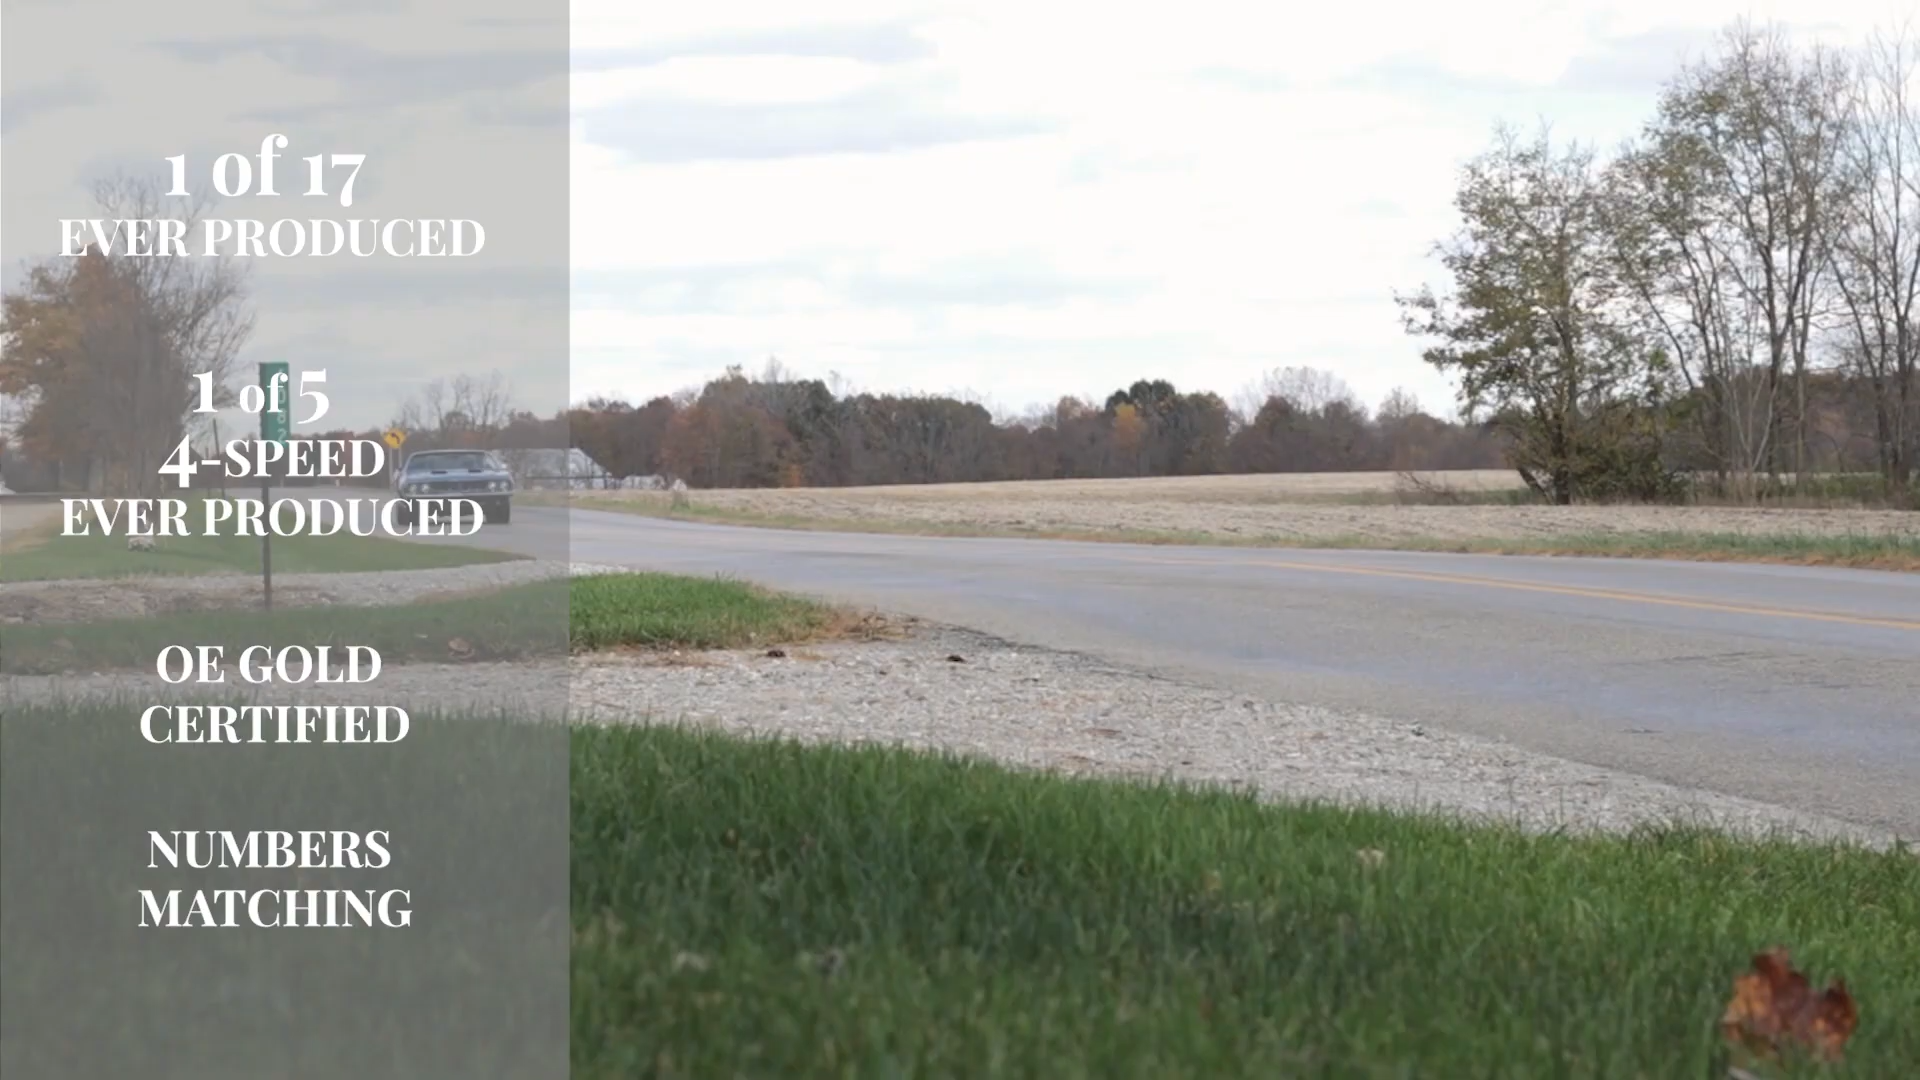 1 of 17
EVER PRODUCED
1 of 5
4-SPEED
EVER PRODUCED
OE GOLD
CERTIFIED
NUMBERS
MATCHING